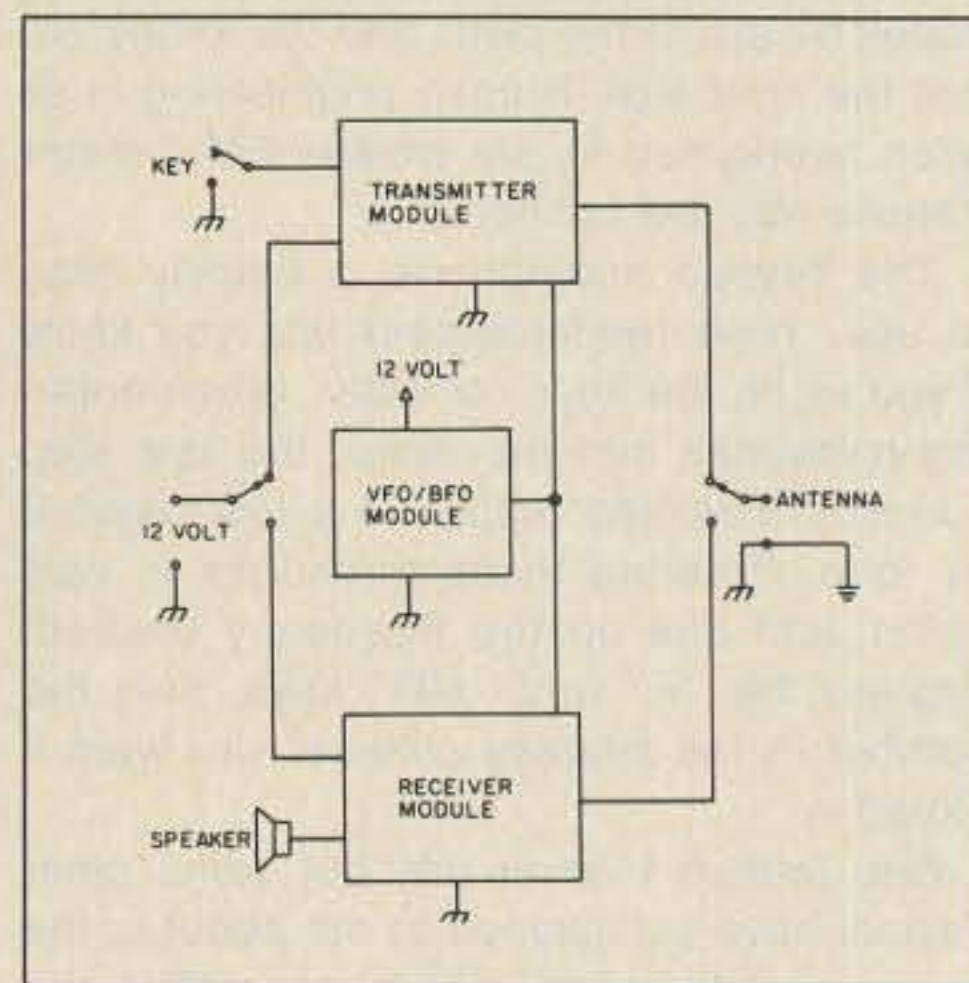 KEY
TRANSMITTER
MODULE
12 VOLT
VFO/BFO
MODULE
12 VOLT
ANTENNA
RECEIVER
MODULE
SPEAKER